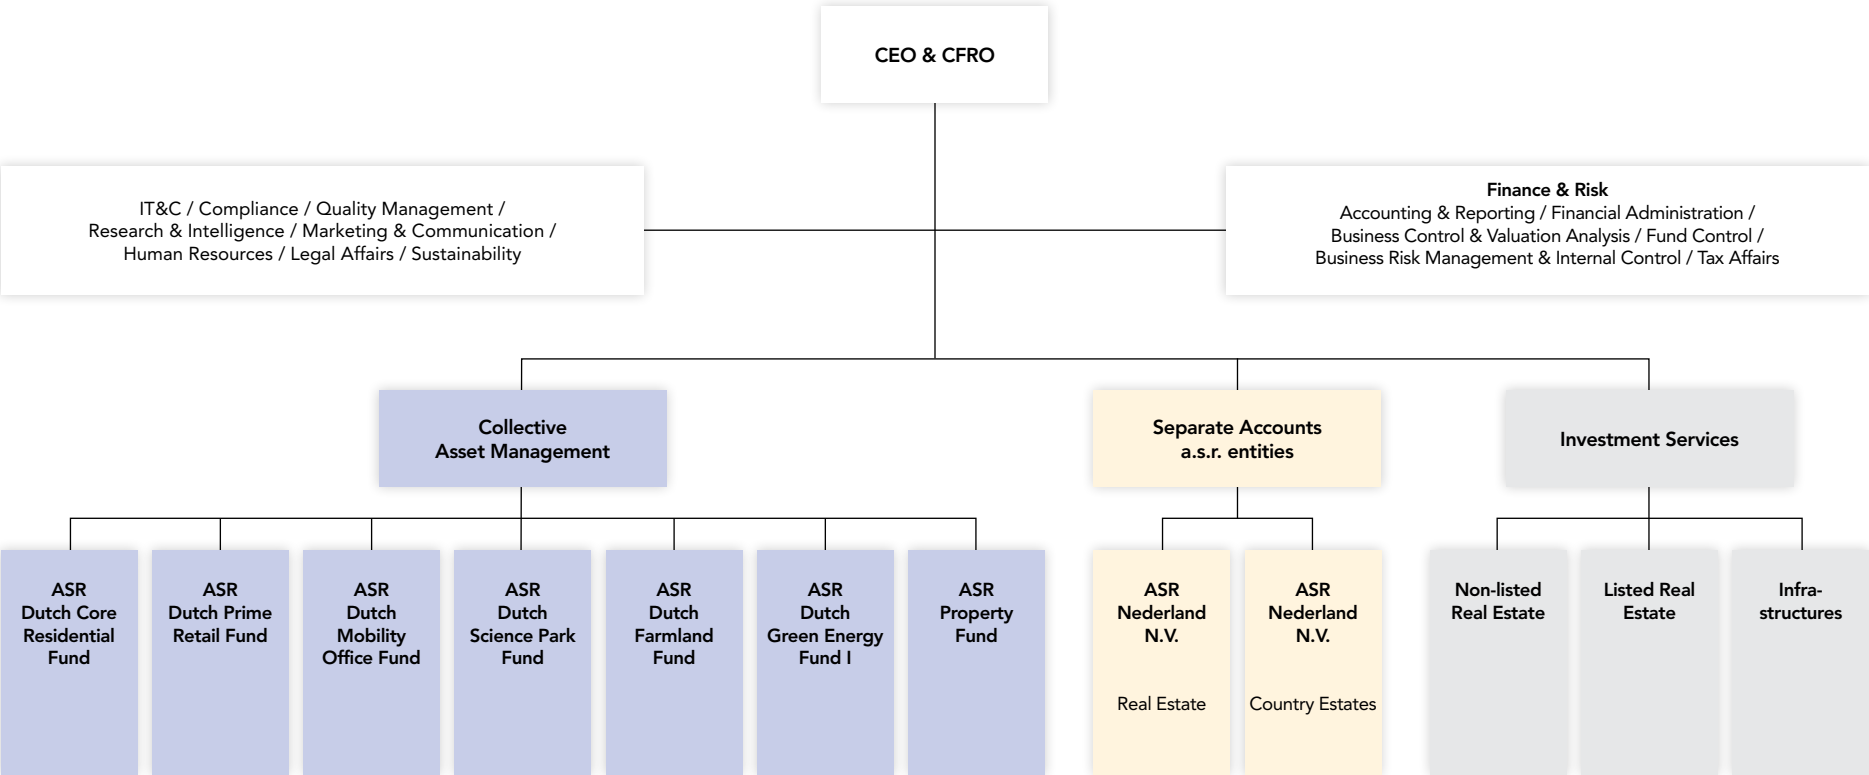 CEO & CFRO
IT&C / Compliance / Quality Management /
Research & Intelligence / Marketing & Communication /
Human Resources / Legal Affairs / Sustainability
Finance & Risk
Accounting & Reporting / Financial Administration /
Business Control & Valuation Analysis / Fund Control /
Business Risk Management & Internal Control / Tax Affairs
Collective
Asset Management
Separate Accounts
a.s.r. entities
Investment Services
ASR
Dutch Core
Residential
Fund
ASR
Dutch Prime
Retail Fund
ASR
Dutch
Mobility
Office Fund
ASR
Dutch
Science Park
Fund
ASR
Dutch
Farmland
Fund
ASR
Dutch
Green Energy
Fund I
ASR
Property
Fund
ASR
Nederland
N.V.
Real Estate
ASR
Nederland
N.V.
Country Estates
Non-listed
Real Estate
Listed Real
Estate
Infra-
structures